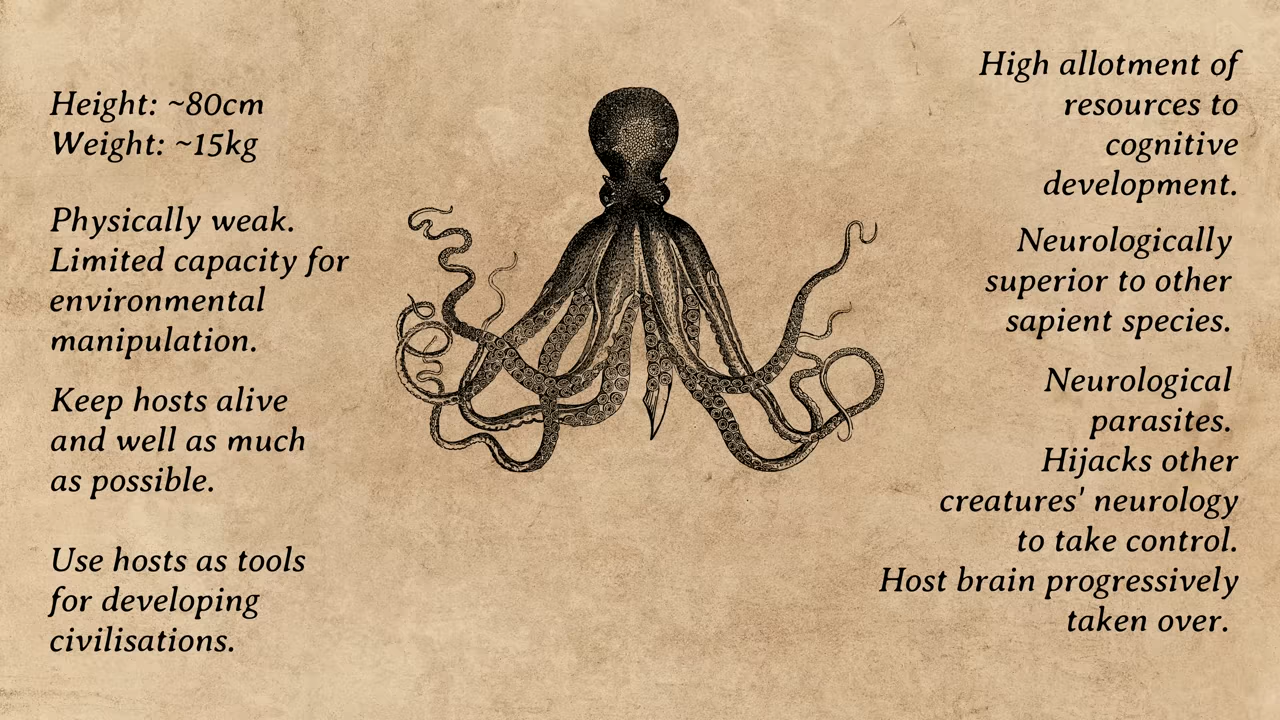 Height: ~80cm
Weight: ~15kg
Physically weak.
Limited capacity for
environmental
manipulation.
Keep hosts alive
and well as much
as possible.
Use hosts as tools
for developing
civilisations.
High allotment of
resources to
cognitive
development.
Neurologically
superior to other
sapient species.
Neurological
parasites.
Hijacks other
creatures' neurology
to take control.
Host brain progressively
taken over.